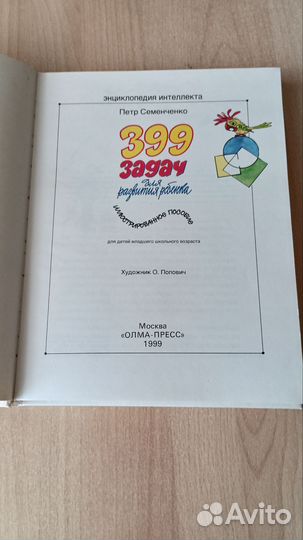 энциклопедия интеллекта
Петр Семенченко
399
задач
для
развития ребенка
иллюстрированное пособие
для детей младшего школьного возраста
Художник О. Попович
Москва
«ОЛМА-ПРЕСС»
1999
Avito